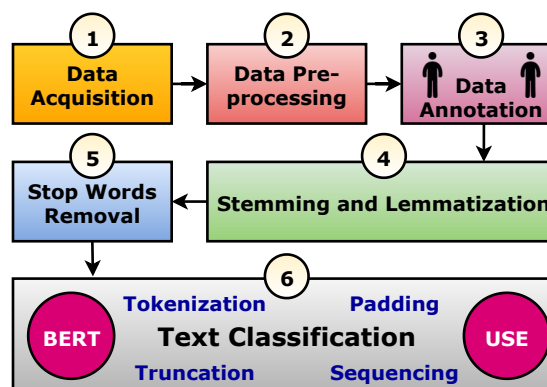 1
Data
Acquisition
2
Data Pre-
processing
3
Data
Annotation
5
Stop Words
Removal
4
Stemming and Lemmatization
6
Tokenization Padding
BERT Text Classification USE
Truncation Sequencing